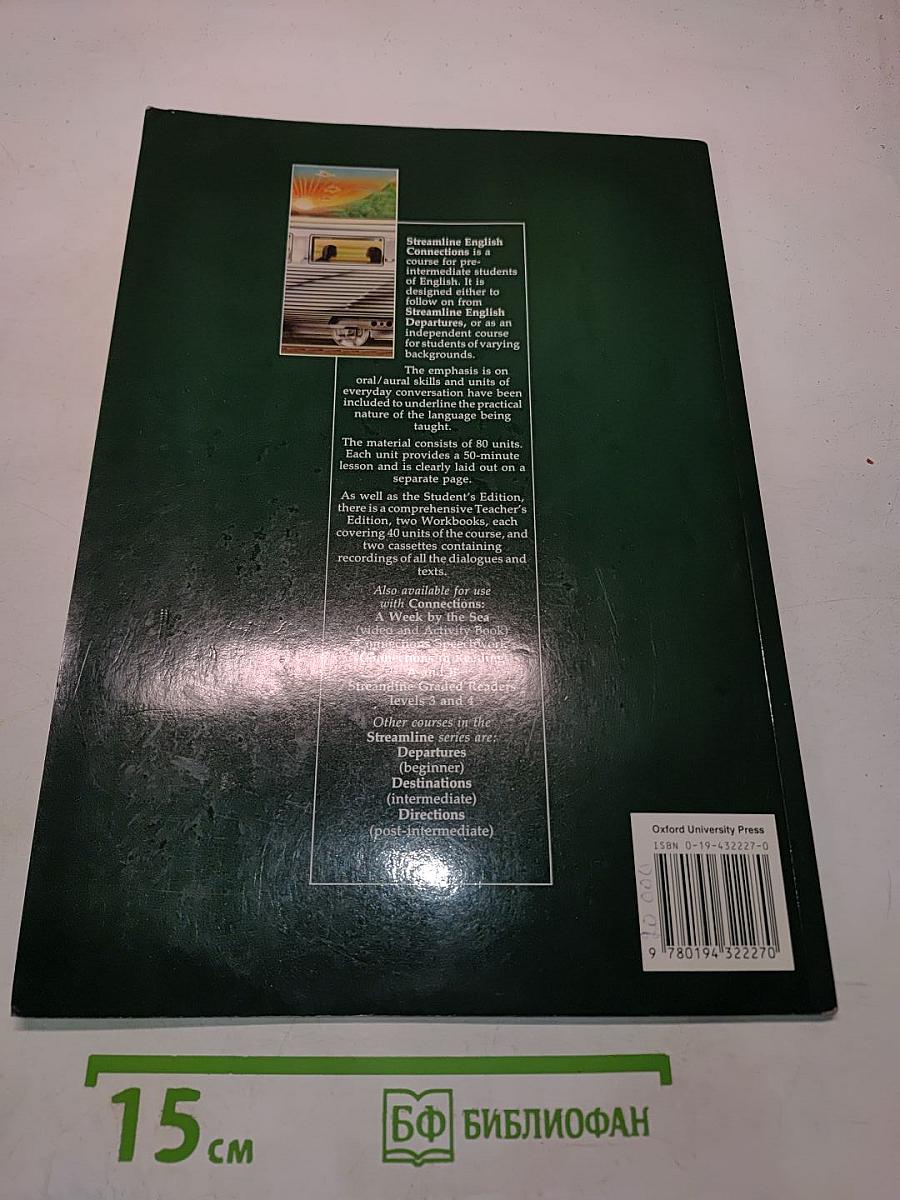 Streamline English
Connections is a
course for pre-
intermediate students
of English. It is
designed either to
follow on from
Streamline English
Departures, or as an
independent course
for students of varying
backgrounds.
The emphasis is on
oral/aural skills and units of
everyday conversation have been
included to underline the practical
nature of the language being
taught.
The material consists of 80 units.
Each unit provides a 50-minute
lesson and is clearly laid out on a
separate page.
As well as the Student's Edition,
there is a comprehensive Teacher's
Edition, two Workbooks, each
covering 40 units of the course, and
two cassettes containing
recordings of all the dialogues and
texts.
Also available for use
with Connections:
A Week by the Sea
(video and Activity Book)
Connections Speechwork
Streamline Graded Readers
levels 3 and 4
Other courses in the
Streamline series are:
Departures
(beginner)
Destinations
(intermediate)
Directions
(post-intermediate)
Oxford University Press
ISBN 0-19-432227-0
9 780194 322270
15 см
БФ БИБЛИОФАН